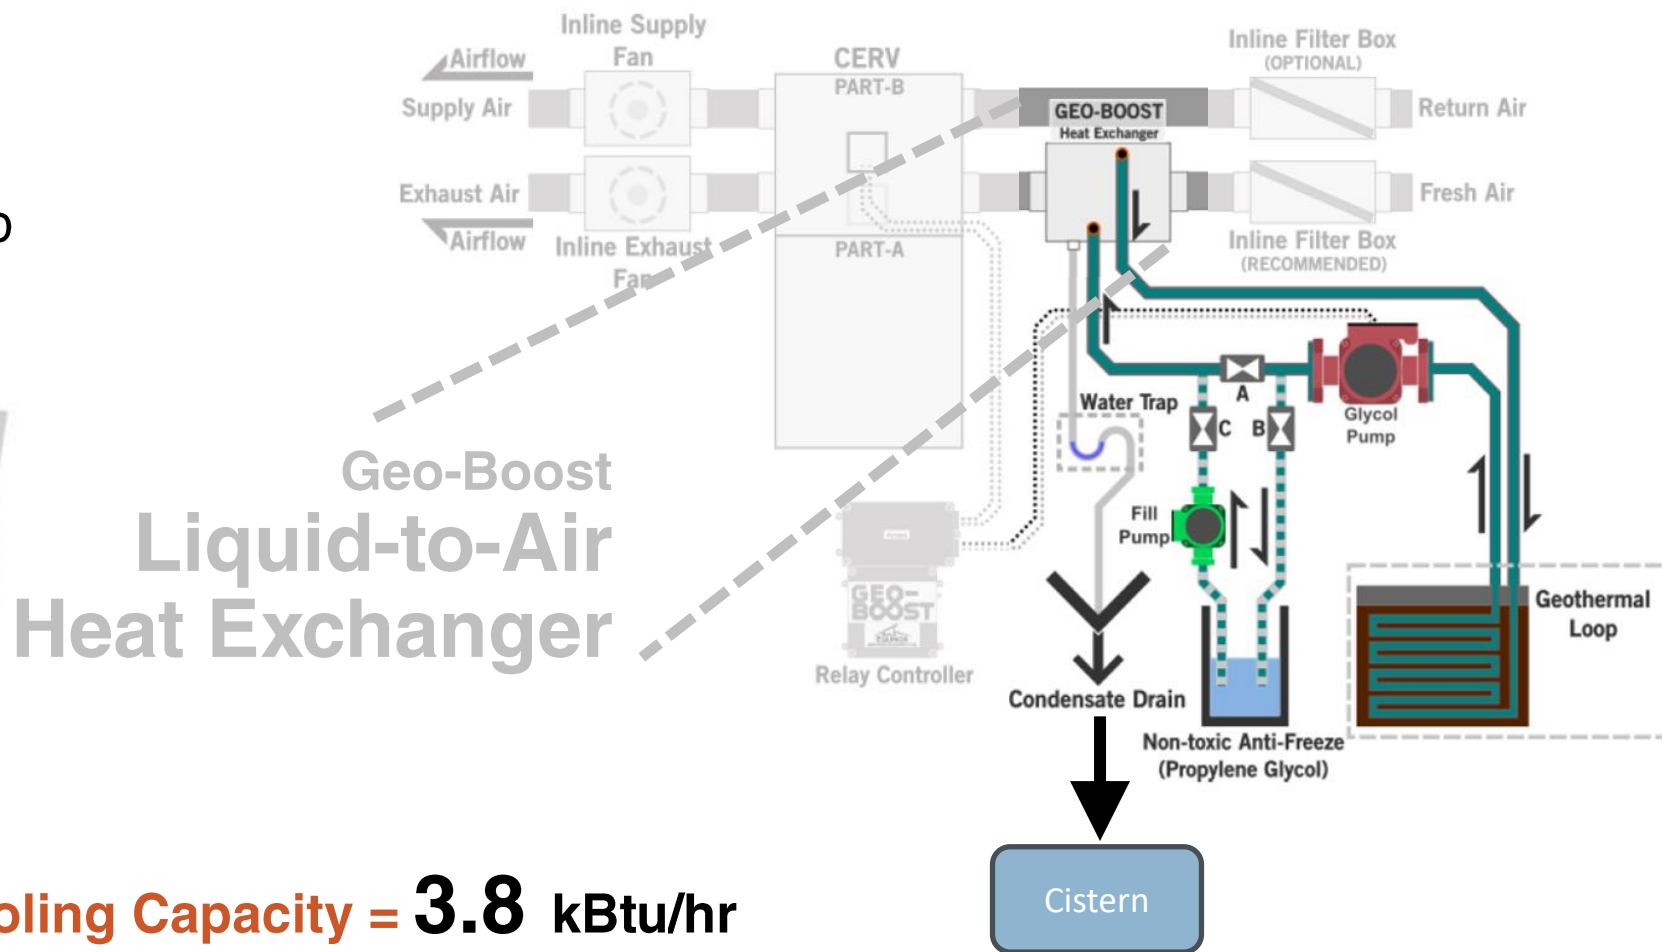 Inline Supply
Fan
Airflow
Supply Air
CERV
PART-B
GEO-BOOST
Heat Exchanger
Inline Filter Box
(OPTIONAL)
Return Air
Exhaust Air
Airflow
Inline Exhaust
Fan
PART-A
Fresh Air
Inline Filter Box
(RECOMMENDED)
Water Trap
A
C
B
Glycol
Pump
Geo-Boost
Liquid-to-Air
Heat Exchanger
Fill
Pump
GEO-
BOOST
EQUINOX
Relay Controller
Condensate Drain
Geothermal
Loop
Non-toxic Anti-Freeze
(Propylene Glycol)
oling Capacity = 3.8 kBtu/hr
Cistern